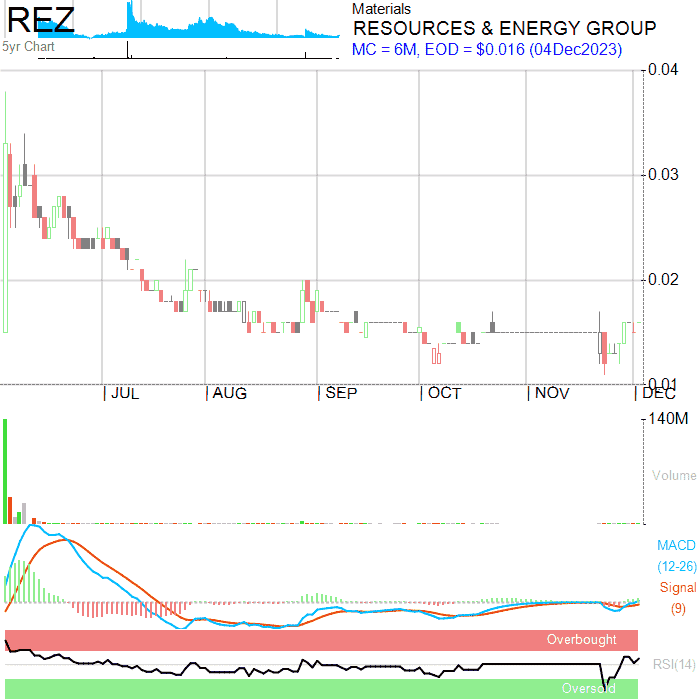 REZ
5yr Chart
Materials
RESOURCES & ENERGY GROUP
MC = 6M, EOD = $0.016 (04Dec2023)
0.04
0.03
0.02
0.01
JUL AUG SEP OCT NOV DEC
140M
Volume
MACD
(12-26)
Signal
(9)
Overbought
RSI(14)
Oversold